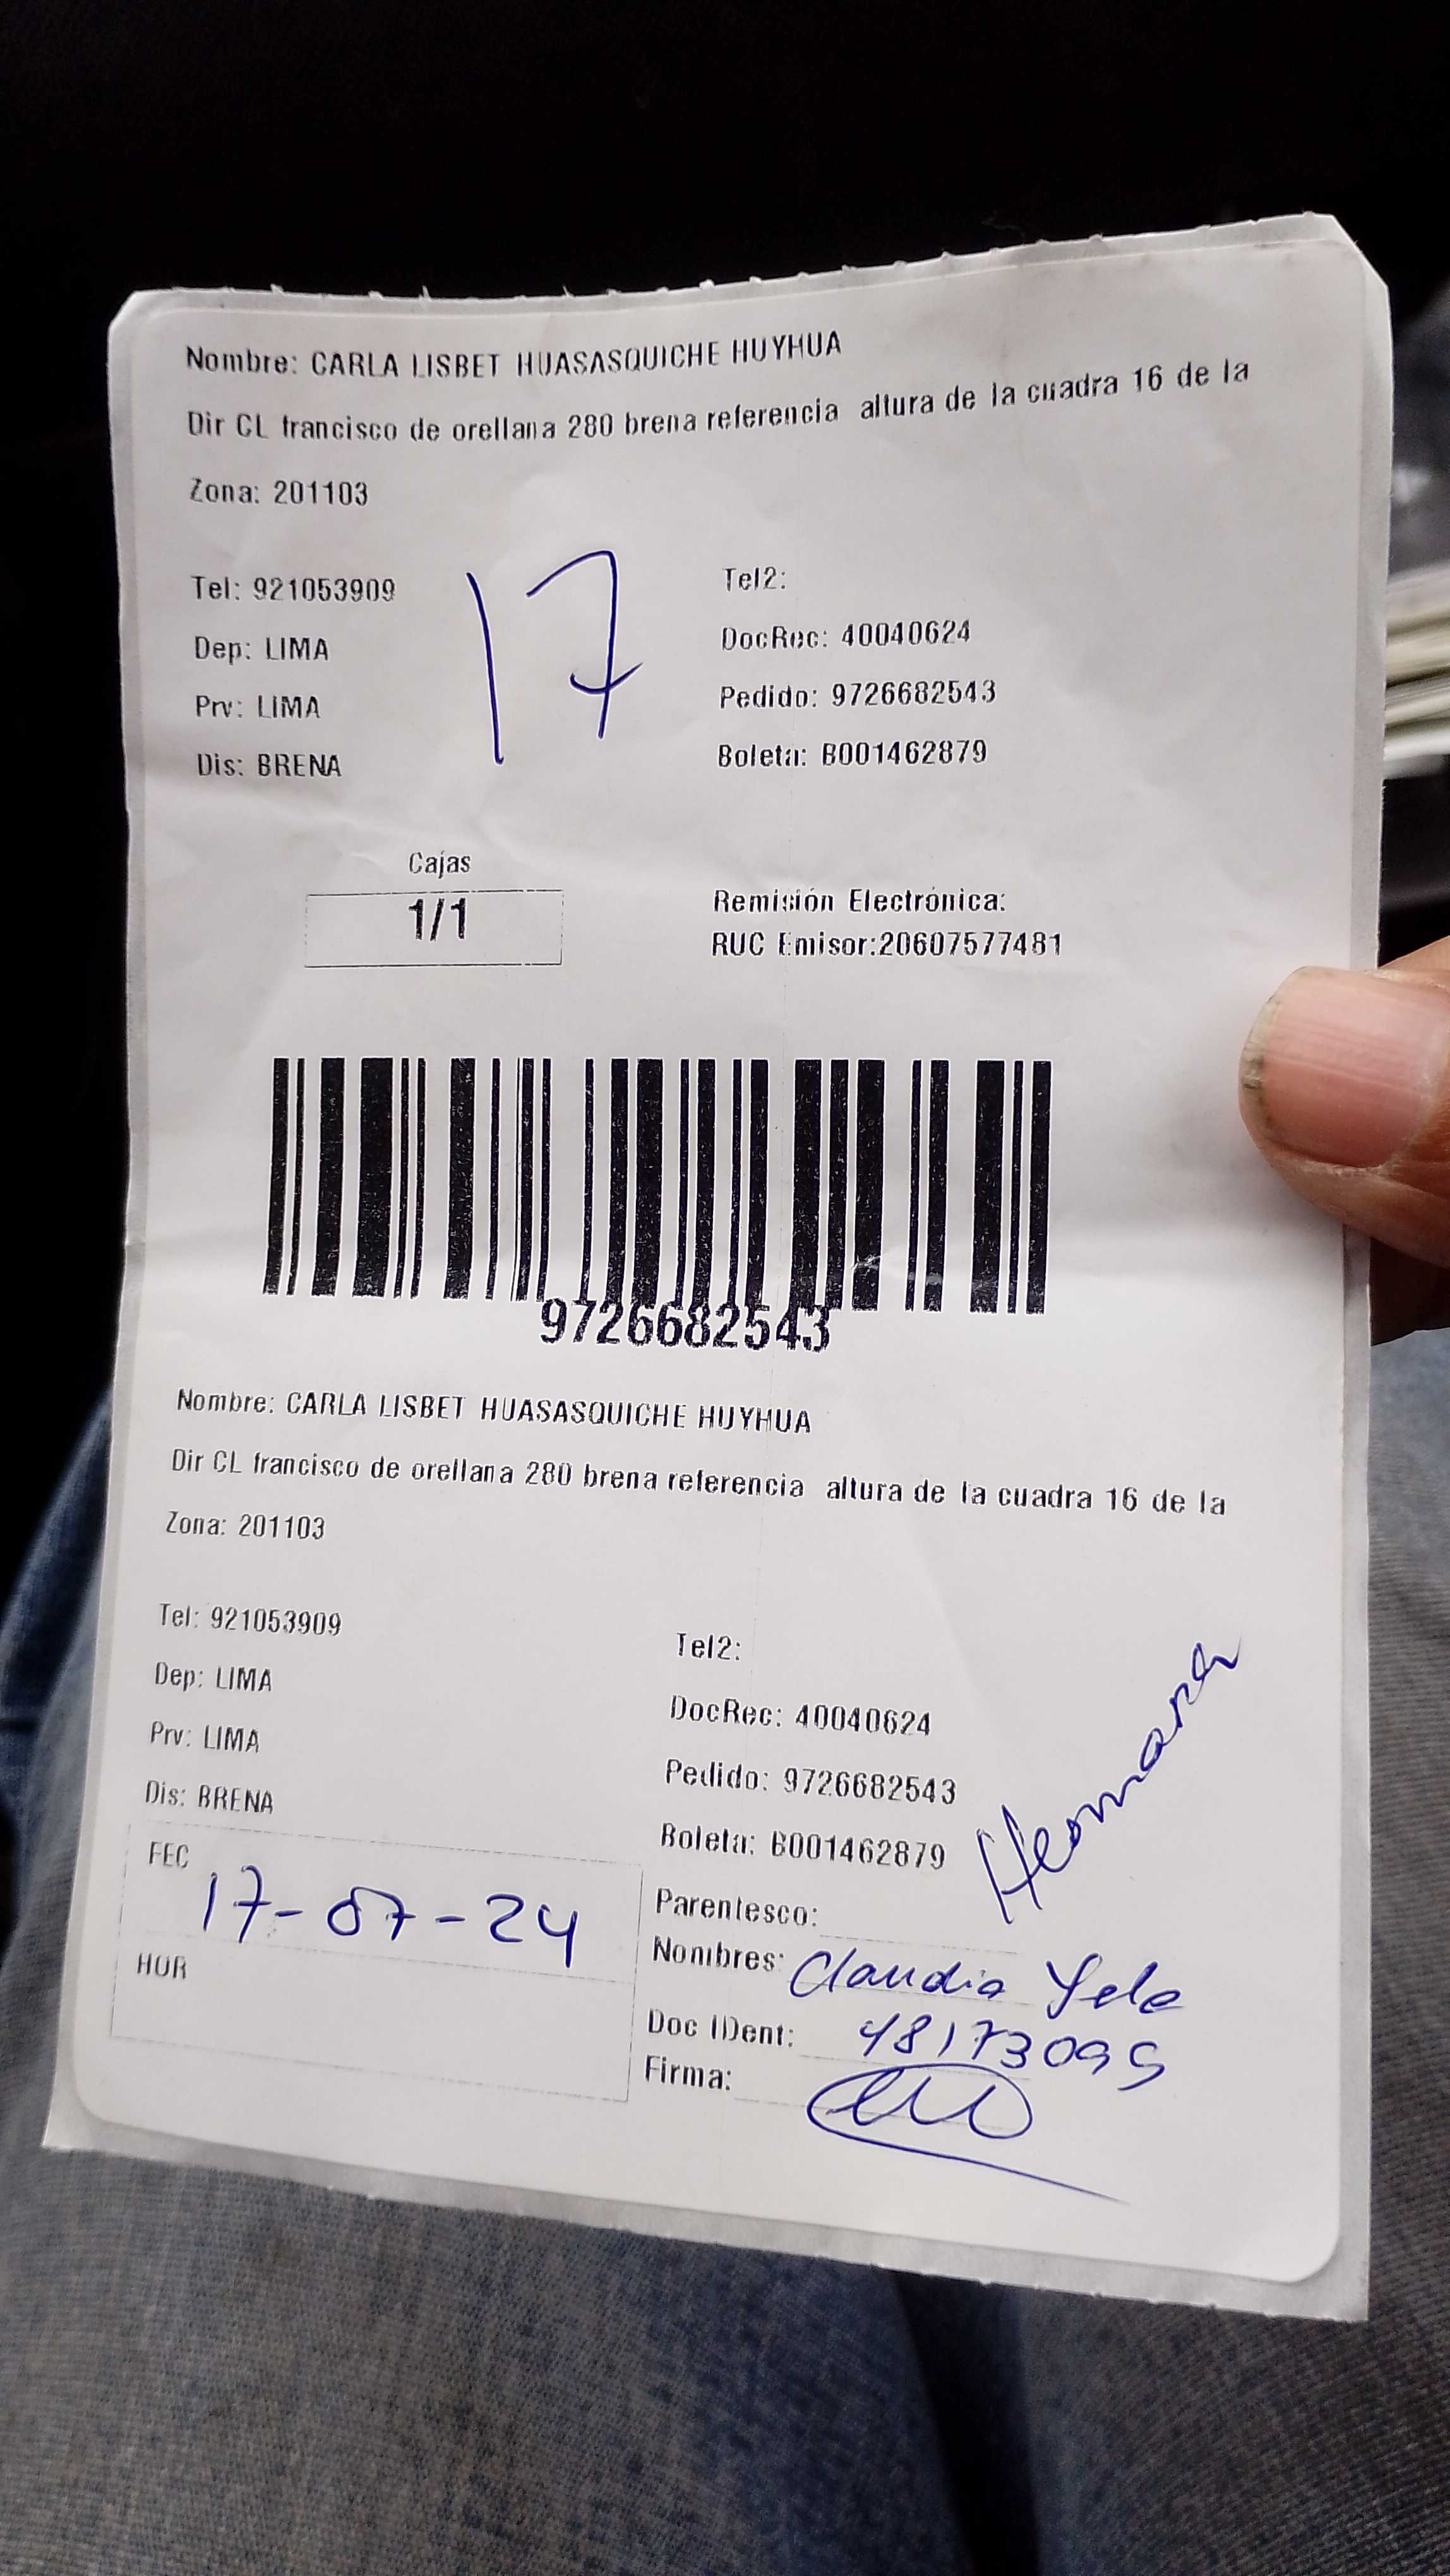 Nombre: CARLA LISBET HUASASQUICHE HUYHUA
Dir CL francisco de orellana 280 brena referencia altura de la cuadra 16 de la
Zona: 201103
17
Tel: 921053909
Tel2:
Dep: LIMA
DocRec: 40040624
Prv: LIMA
Pedido: 9726682543
Dis: BRENA
Boleta: B001462879
Cajas
1/1
Remisión Electrónica:
RUC Emisor:20607577481
9726682543
Nombre: CARLA LISBET HUASASQUICHE HUYHUA
Dir CL francisco de orellana 280 brena referencia altura de la cuadra 16 de la
Zona: 201103
Tel: 921053909
Tel2:
Dep: LIMA
DocRec: 40040624
Prv: LIMA
Pedido: 9726682543
Dis: BRENA
Boleta: B001462879
FEC
17-07-24
HOR
Parentesco: Hermana
Nombres: Claudia
Doc IDent: 48173099
Firma: